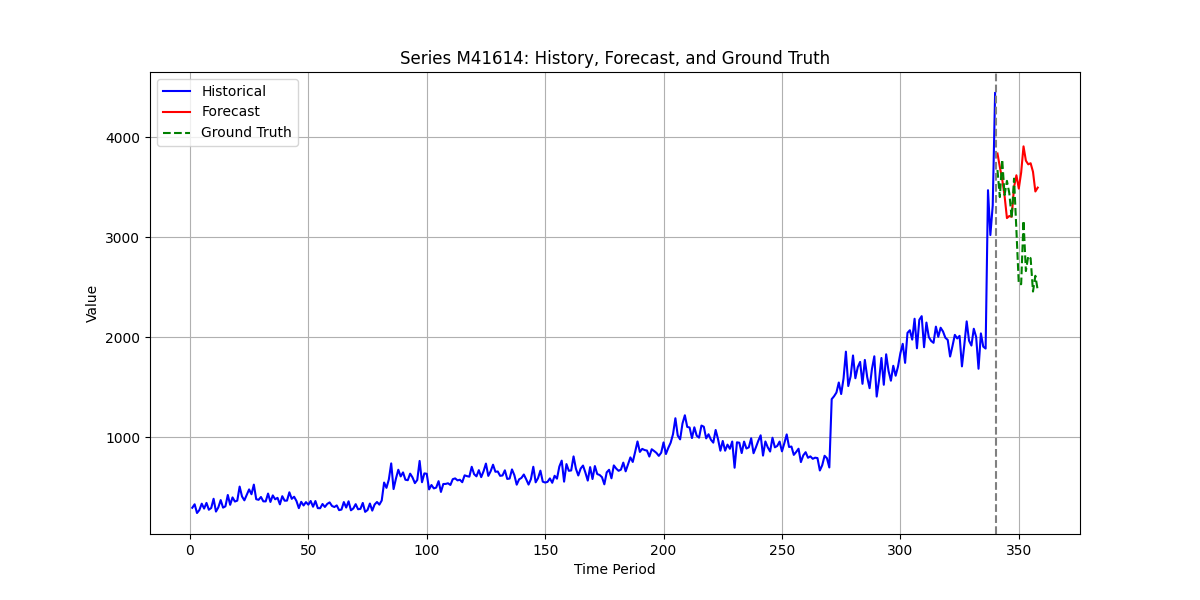 Series M41614: History, Forecast, and Ground Truth
Historical
Forecast
Ground Truth
Value
4000
3000
2000
1000
0 50 100 150 200 250 300 350
Time Period